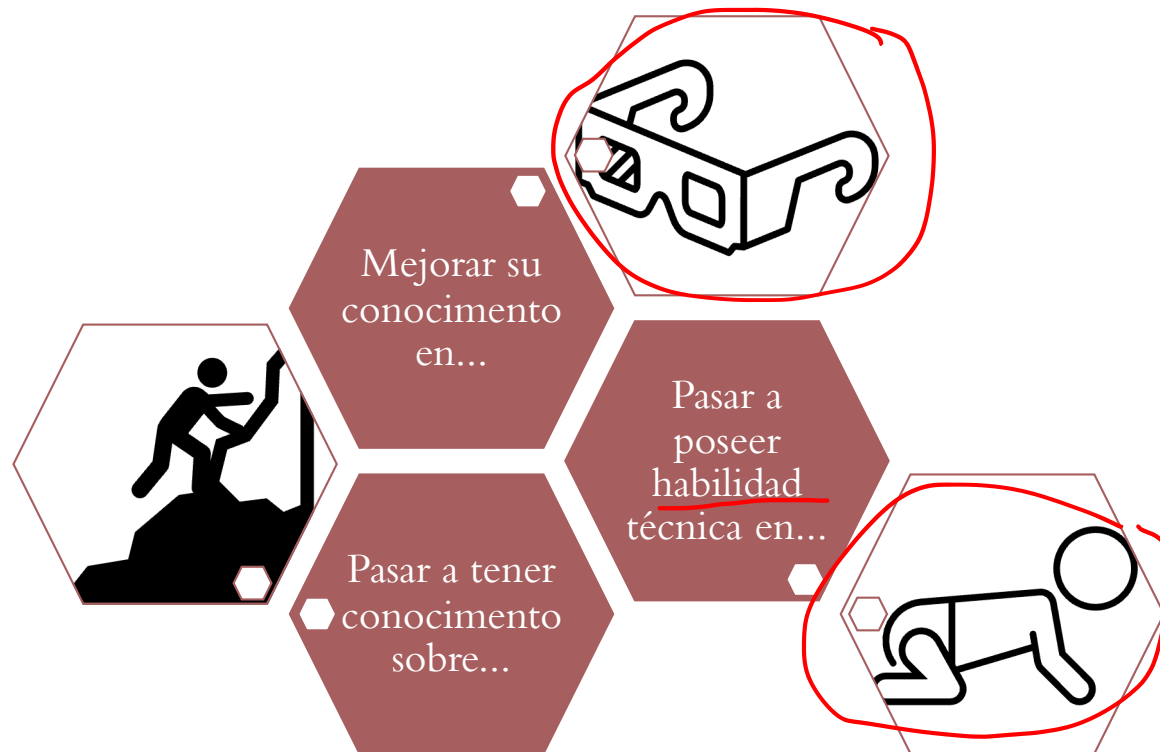 Mejorar su
conocimento
en...
Pasar a
poseer
habilidad
técnica en...
Pasar a tener
conocimento
sobre...